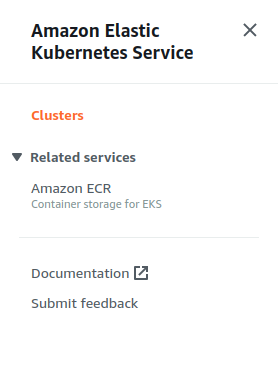 Amazon Elastic
Kubernetes Service
Clusters
Related services
Amazon ECR
Container storage for EKS
Documentation
Submit feedback